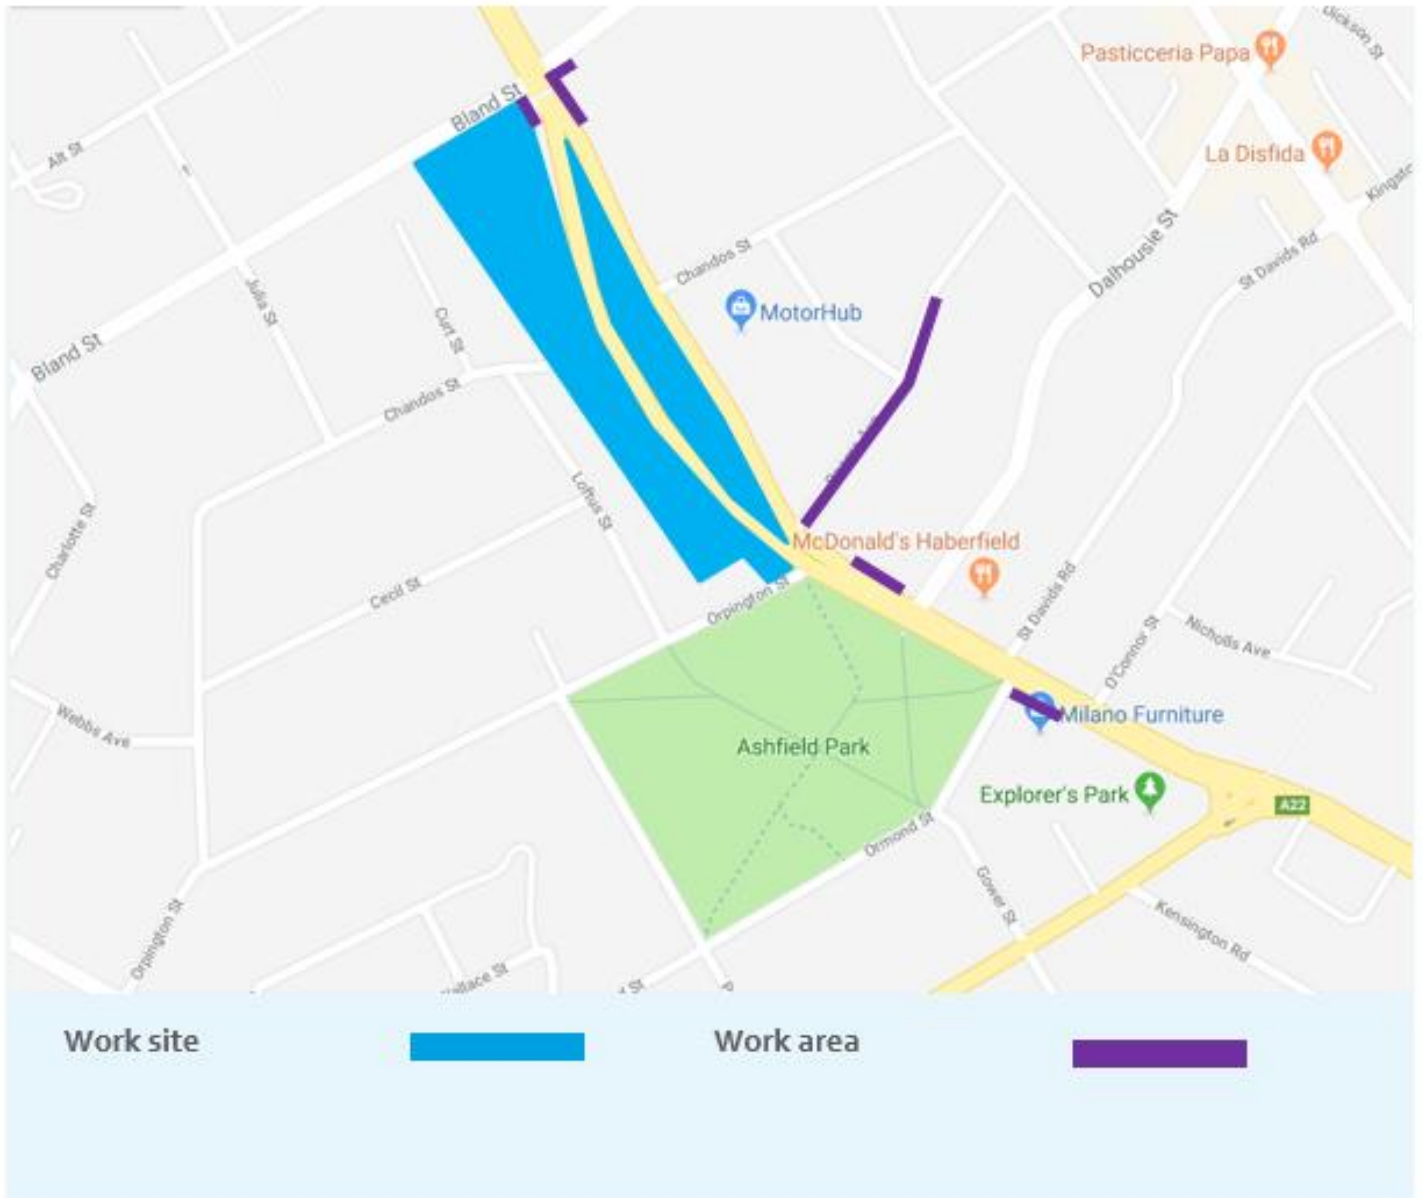 Dickson St
Pasticceria Papa
Bland St
Alt St
La Disfida
Kingsto
Chandos St
St Davids Rd
Dalhousie St
Julia St
MotorHub
Curt St
Bland St
Chandos St
Loftus St
Charlotte St
McDonald's Haberfield
Cecil St
Orpington St
St Davids Rd
O'Connor St
Nicholls Ave
Webbs Ave
Milano Furniture
Ashfield Park
Explorer's Park
A22
Ormond St
Gower St
Orpington St
Kensington Rd
allace St
St
P
Work site
Work area